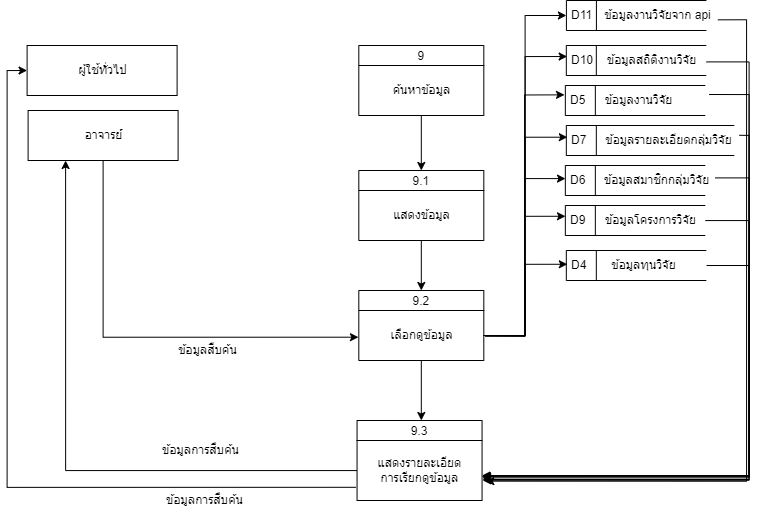 D11 ข้อมูลงานวิจัยจาก api
ผู้ใช้ทั่วไป
9
D10 ข้อมูลสถิติงานวิจัย
ค้นหาข้อมูล
D5 ข้อมูลงานวิจัย
อาจารย์
D7 ข้อมูลรายละเอียดกลุ่มวิจัย
9.1
D6 ข้อมูลสมาชิกกลุ่มวิจัย
แสดงข้อมูล
D9 ข้อมูลโครงการวิจัย
D4 ข้อมูลทุนวิจัย
9.2
เลือกดูข้อมูล
ข้อมูลสืบค้น
9.3
ข้อมูลการสืบค้น
แสดงรายละเอียด
การเรียกดูข้อมูล
ข้อมูลการสืบค้น